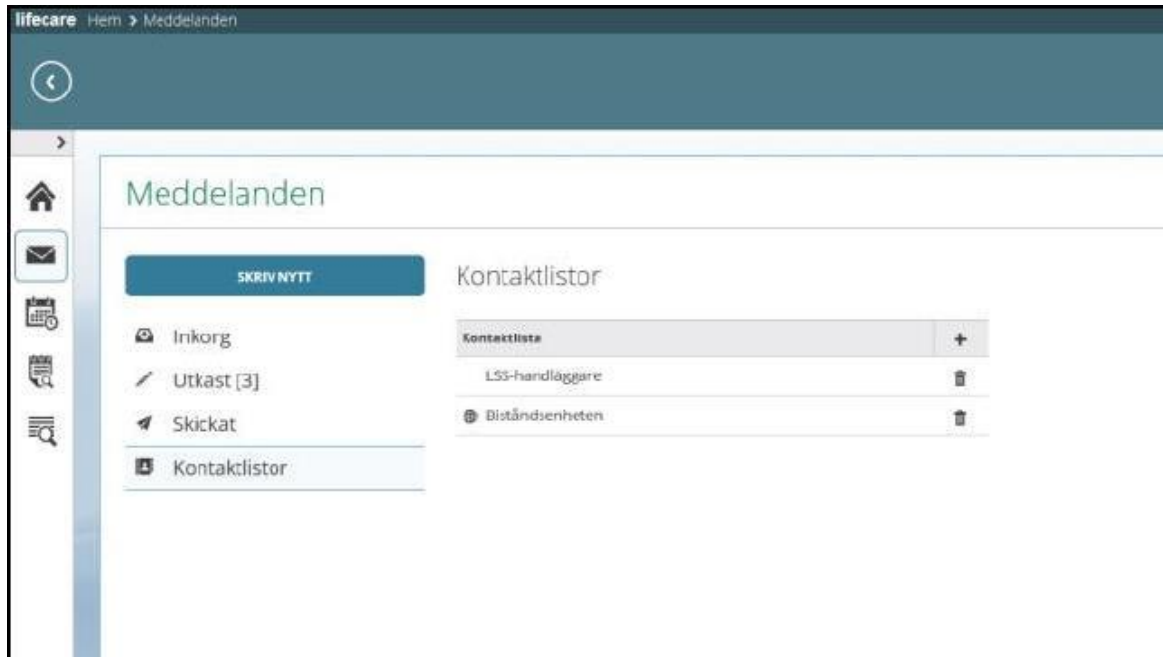 lifecare Hem > Meddelanden
Meddelanden
SKRIV NYTT
Inkorg
Utkast [3]
Skickat
Kontaktlistor
Kontaktlistor
Kontaktlista +
LSS-handläggare
Biståndsenheten